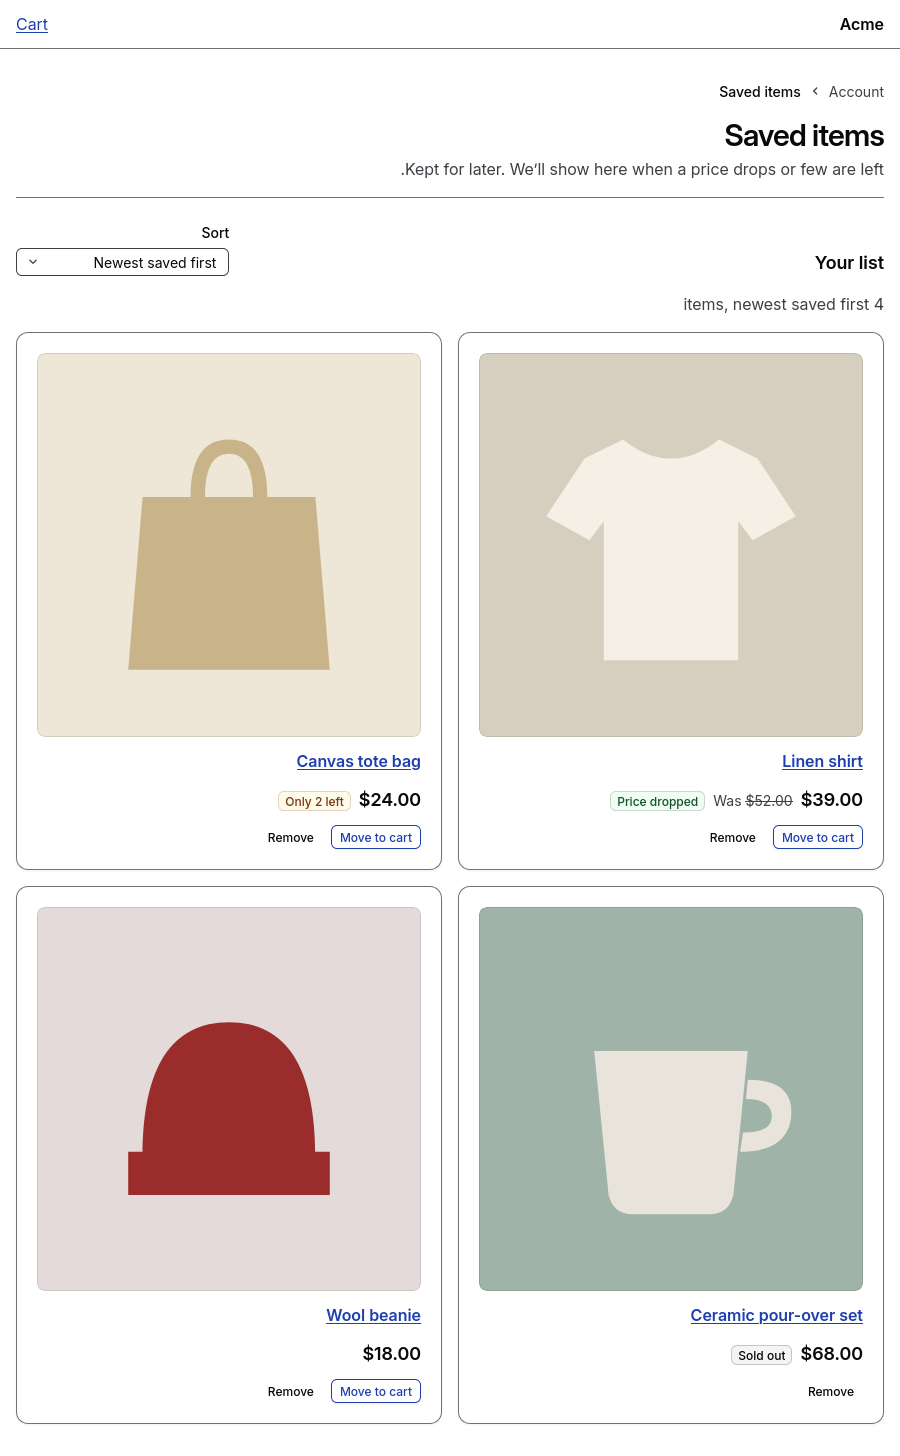 Acme
Cart
Account
Saved items
Saved items
Kept for later. We’ll show here when a price drops or few are left.
Your list
Sort
Newest saved first
4 items, newest saved first
Linen shirt
$39.00 Was $52.00 Price dropped
Move to cart Remove
Canvas tote bag
$24.00 Only 2 left
Move to cart Remove
Ceramic pour-over set
$68.00 Sold out
Remove
Wool beanie
$18.00
Move to cart Remove